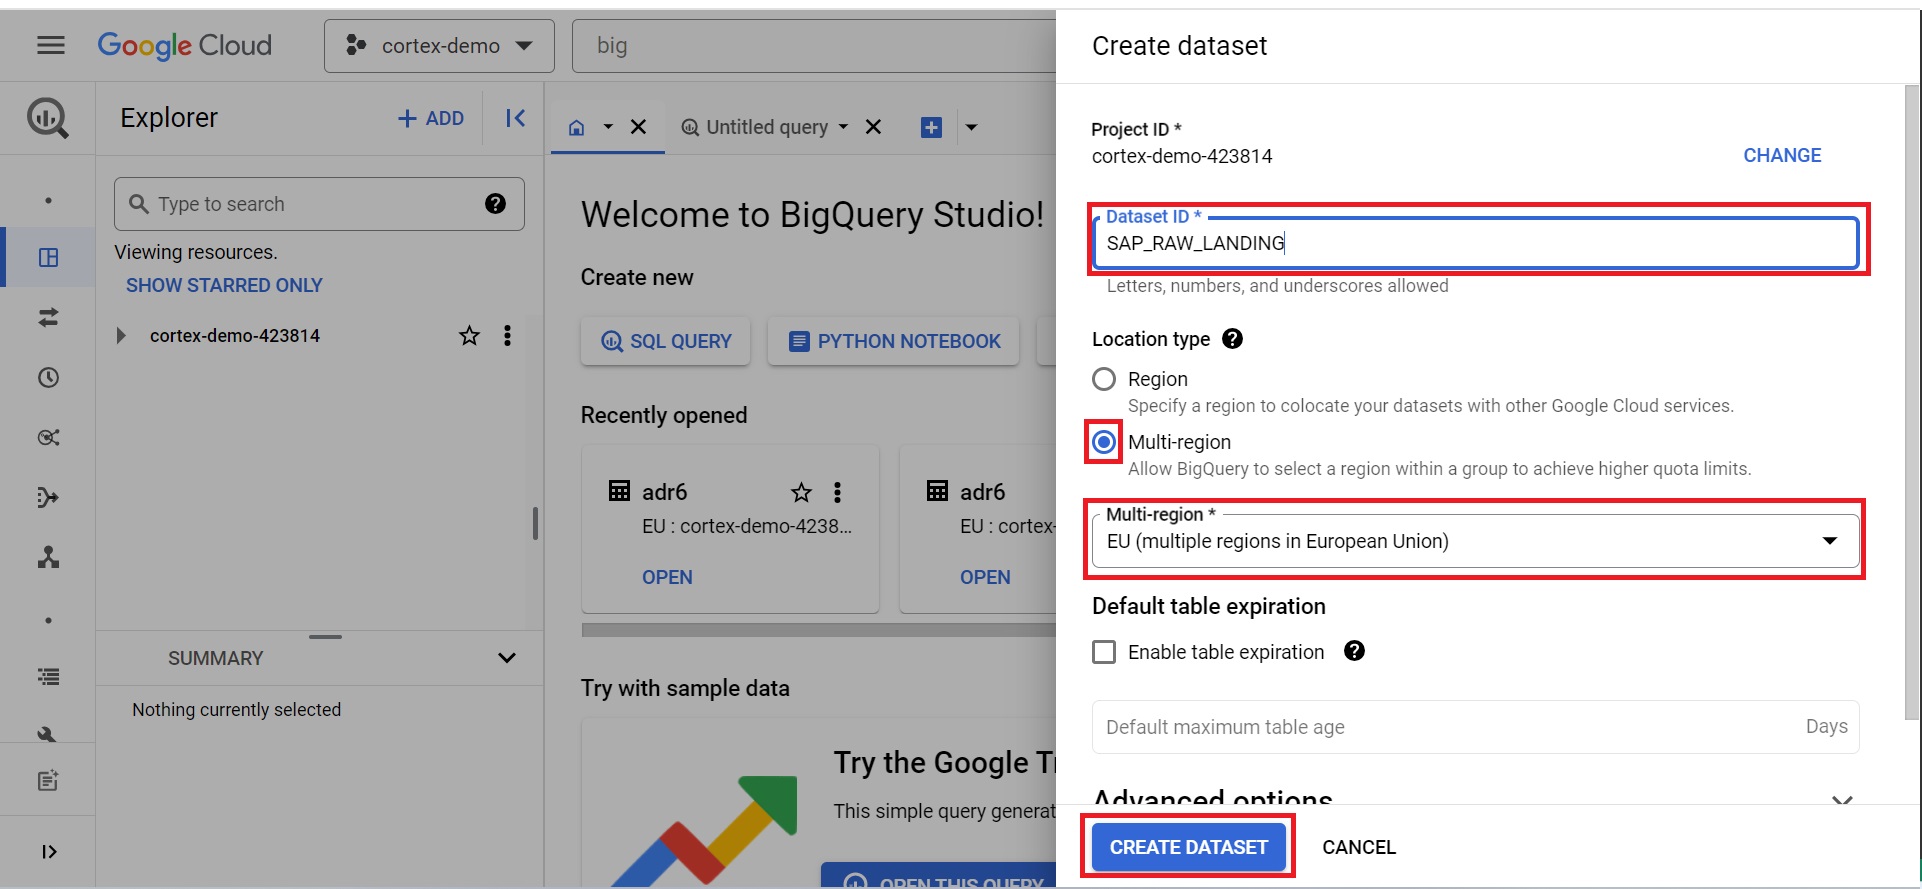 Google Cloud
cortex-demo
big
Explorer
ADD
Type to search
Viewing resources.
SHOW STARRED ONLY
cortex-demo-423814
SUMMARY
Nothing currently selected
Untitled query
Welcome to BigQuery Studio!
Create new
SQL QUERY
PYTHON NOTEBOOK
Recently opened
adr6
EU : cortex-demo-4238...
OPEN
adr6
EU : cortex-
OPEN
Try with sample data
Try the Google
This simple query generat
OPEN THIS QUERY
Create dataset
Project ID *
cortex-demo-423814
CHANGE
Dataset ID *
SAP_RAW_LANDING
Letters, numbers, and underscores allowed
Location type
Region
Specify a region to colocate your datasets with other Google Cloud services.
Multi-region
Allow BigQuery to select a region within a group to achieve higher quota limits.
Multi-region *
EU (multiple regions in European Union)
Default table expiration
Enable table expiration
Default maximum table age
Days
Advanced options
CREATE DATASET
CANCEL